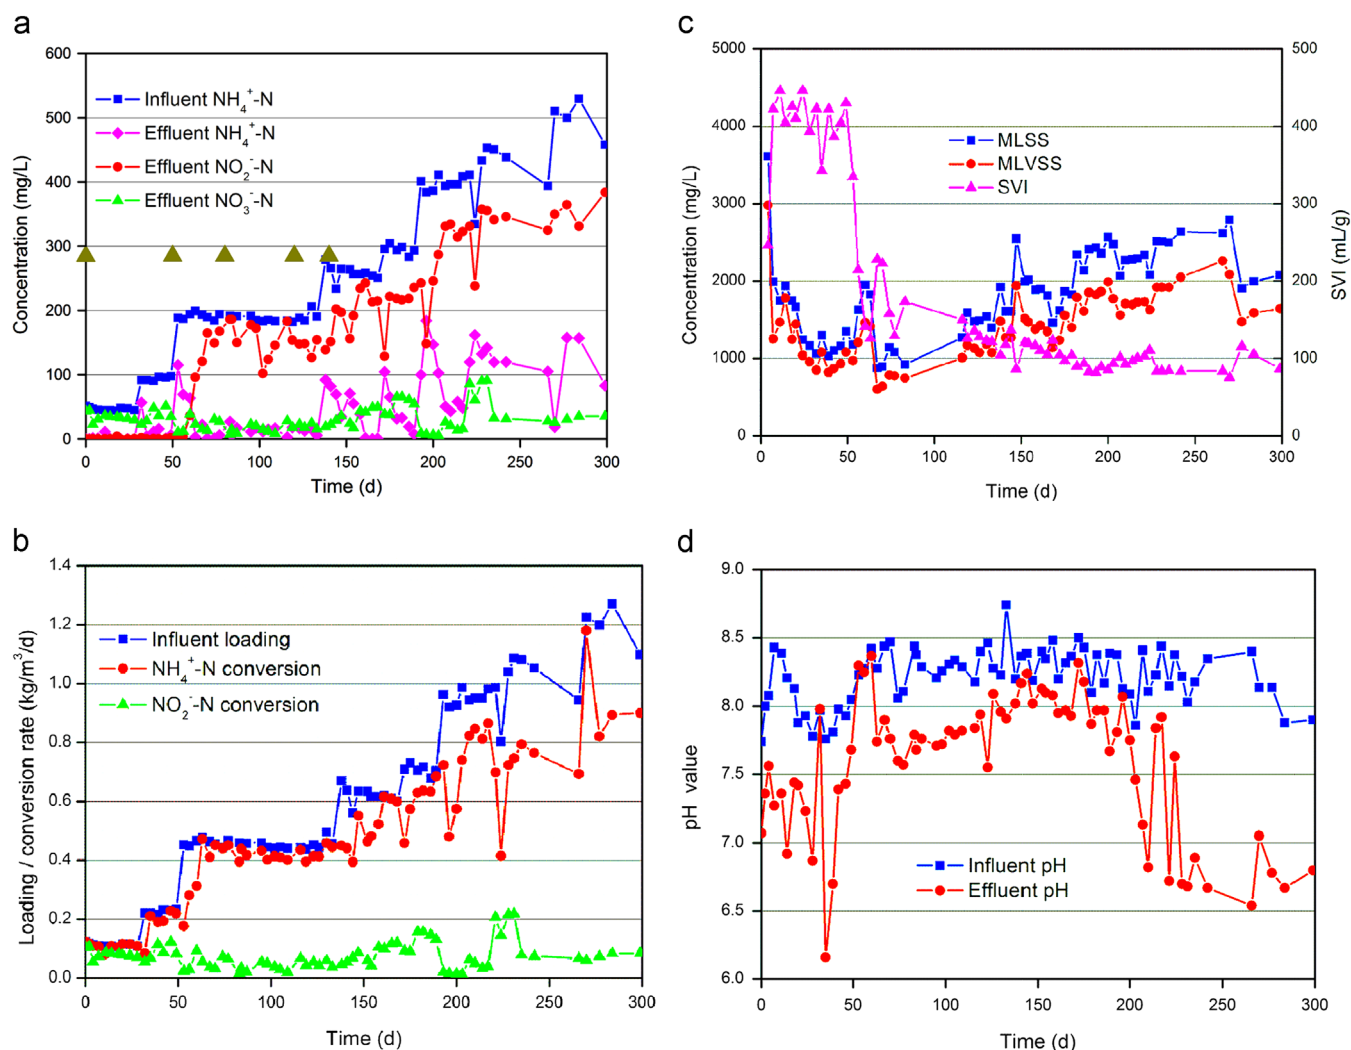 a
600
500
400
300
200
100
0
Concentration (mg/L)
Influent NH₄⁺-N
Effluent NH₄⁺-N
Effluent NO₂⁻-N
Effluent NO₃⁻-N
0 50 100 150 200 250 300
Time (d)
c
5000
4000
3000
2000
1000
0
Concentration (mg/L)
MLSS
MLVSS
SVI
500
400
300
200
100
0
SVI (mL/g)
0 50 100 150 200 250 300
Time (d)
b
1.4
1.2
1.0
0.8
0.6
0.4
0.2
0.0
Loading / conversion rate (kg/m³/d)
Influent loading
NH₄⁺-N conversion
NO₂⁻-N conversion
0 50 100 150 200 250 300
Time (d)
d
9.0
8.5
8.0
7.5
7.0
6.5
6.0
pH value
Influent pH
Effluent pH
0 50 100 150 200 250 300
Time (d)